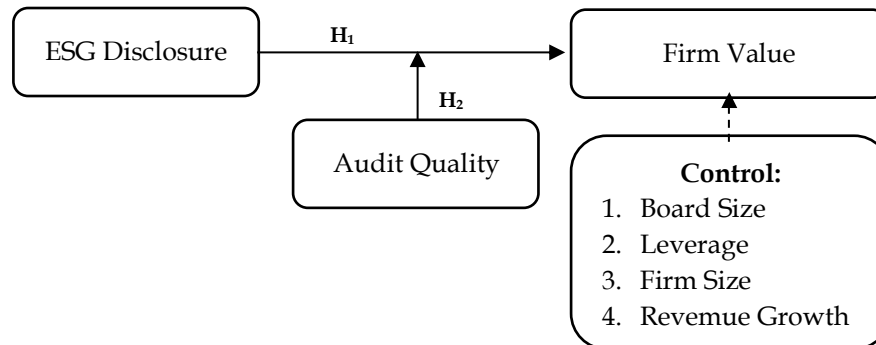 ESG Disclosure
H₁
Firm Value
H₂
Audit Quality
Control:
1. Board Size
2. Leverage
3. Firm Size
4. Revemue Growth